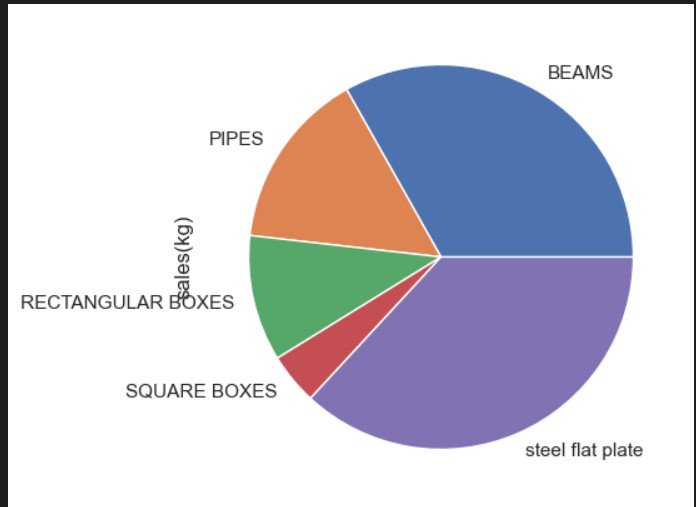 BEAMS
PIPES
sales(kg)
RECTANGULAR BOXES
SQUARE BOXES
steel flat plate